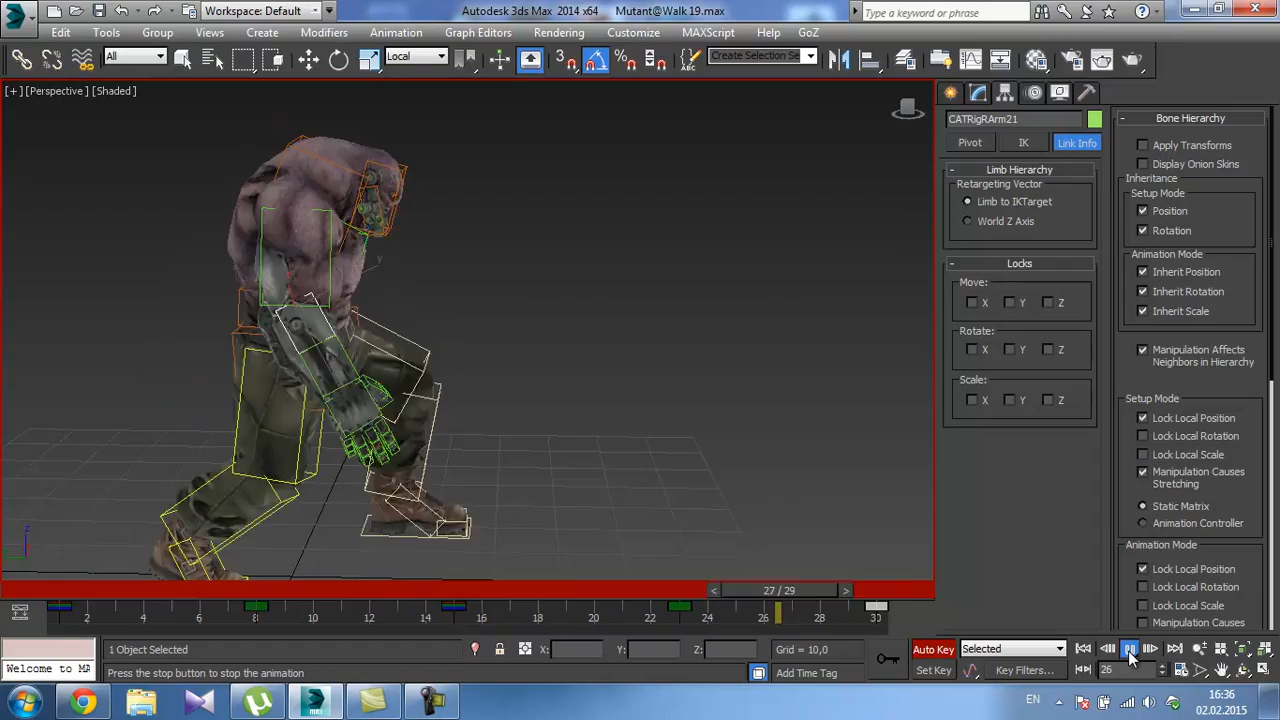 Workspace: Default
Autodesk 3ds Max 2014 x64
Mutant@Walk 19.max
Type a keyword or phrase
Edit Tools Group Views Create Modifiers Animation Graph Editors Rendering Customize MAXScript Help GoZ
All
Local
3
Create Selection Se
[+] [Perspective] [Shaded]
CATRigRArm21
Pivot IK Link Info
Limb Hierarchy
Retargeting Vector
Limb to IKTarget
World Z Axis
Locks
Move:
X Y Z
Rotate:
X Y Z
Scale:
X Y Z
Bone Hierarchy
Apply Transforms
Display Onion Skins
Inheritance
Setup Mode
Position
Rotation
Animation Mode
Inherit Position
Inherit Rotation
Inherit Scale
Manipulation Affects
Neighbors in Hierarchy
Setup Mode
Lock Local Position
Lock Local Rotation
Lock Local Scale
Manipulation Causes
Stretching
Static Matrix
Animation Controller
Animation Mode
Lock Local Position
Lock Local Rotation
Lock Local Scale
Manipulation Causes
y
z
< 27 / 29 >
2 4 6 8 10 12 14 16 18 20 22 24 26 28 30
1 Object Selected
X: Y: Z: Grid = 10,0
Auto Key Selected
Welcome to MA
Press the stop button to stop the animation
Add Time Tag
Set Key Key Filters... 26
EN
16:36
02.02.2015